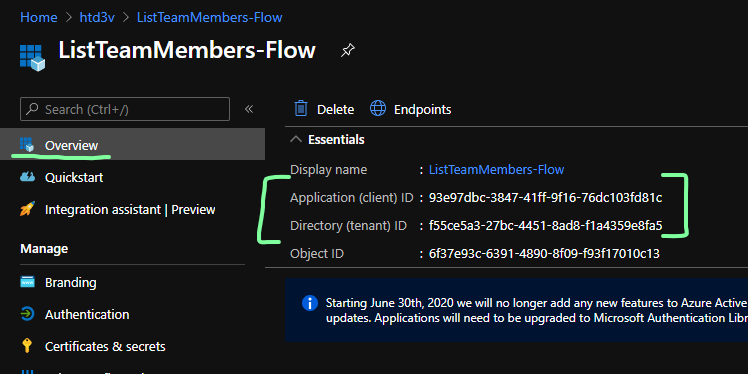 Home > htd3v > ListTeamMembers-Flow
ListTeamMembers-Flow
Search (Ctrl+/)
«
Overview
Quickstart
Integration assistant | Preview
Manage
Branding
Authentication
Certificates & secrets
Delete
Endpoints
Essentials
Display name : ListTeamMembers-Flow
Application (client) ID : 93e97dbc-3847-41ff-9f16-76dc103fd81c
Directory (tenant) ID : f55ce5a3-27bc-4451-8ad8-f1a4359e8fa5
Object ID : 6f37e93c-6391-4890-8f09-f93f17010c13
Starting June 30th, 2020 we will no longer add any new features to Azure Active
updates. Applications will need to be upgraded to Microsoft Authentication Libr